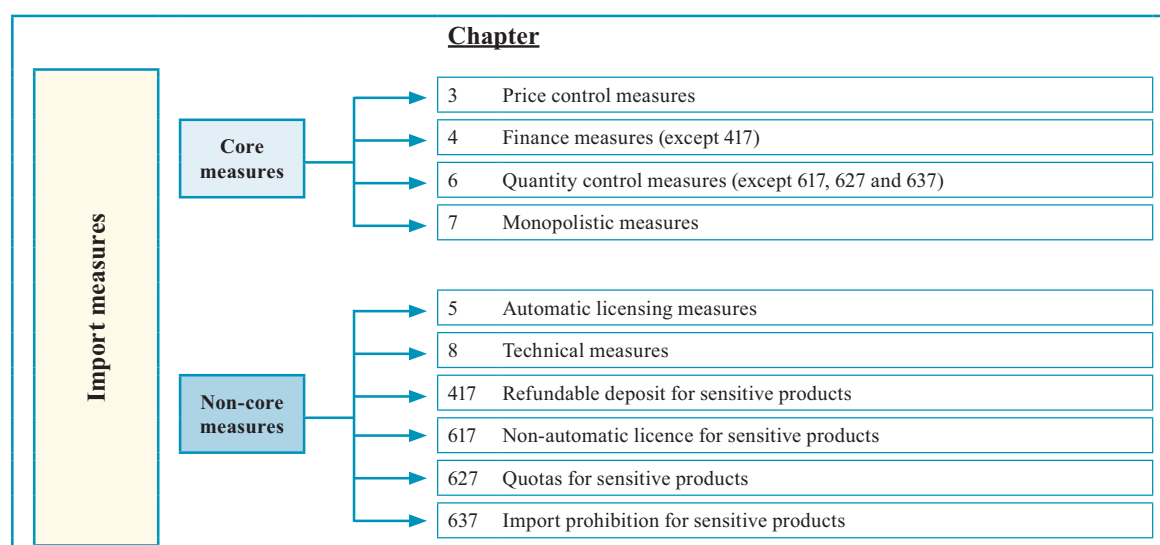 Chapter
Import measures
Core
measures
3 Price control measures
4 Finance measures (except 417)
6 Quantity control measures (except 617, 627 and 637)
7 Monopolistic measures
Non-core
measures
5 Automatic licensing measures
8 Technical measures
417 Refundable deposit for sensitive products
617 Non-automatic licence for sensitive products
627 Quotas for sensitive products
637 Import prohibition for sensitive products